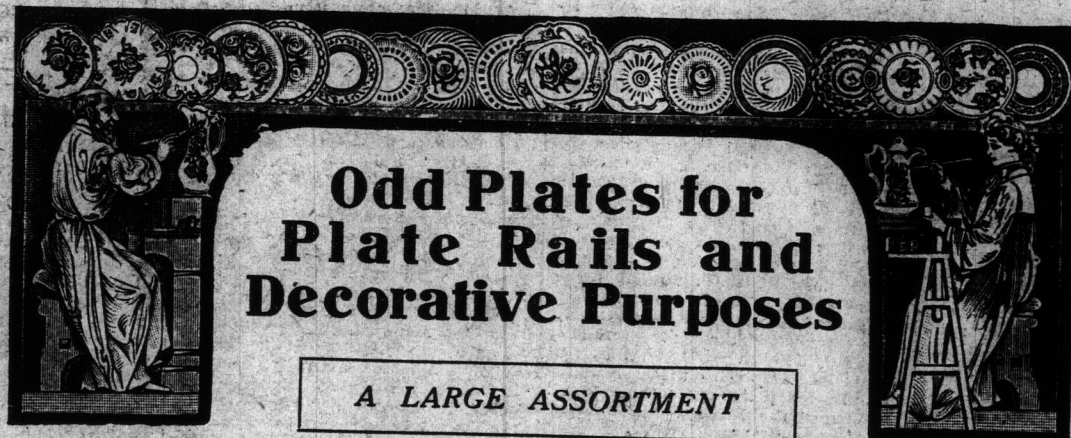 Odd Plates for
Plate Rails and
Decorative Purposes
A LARGE ASSORTMENT